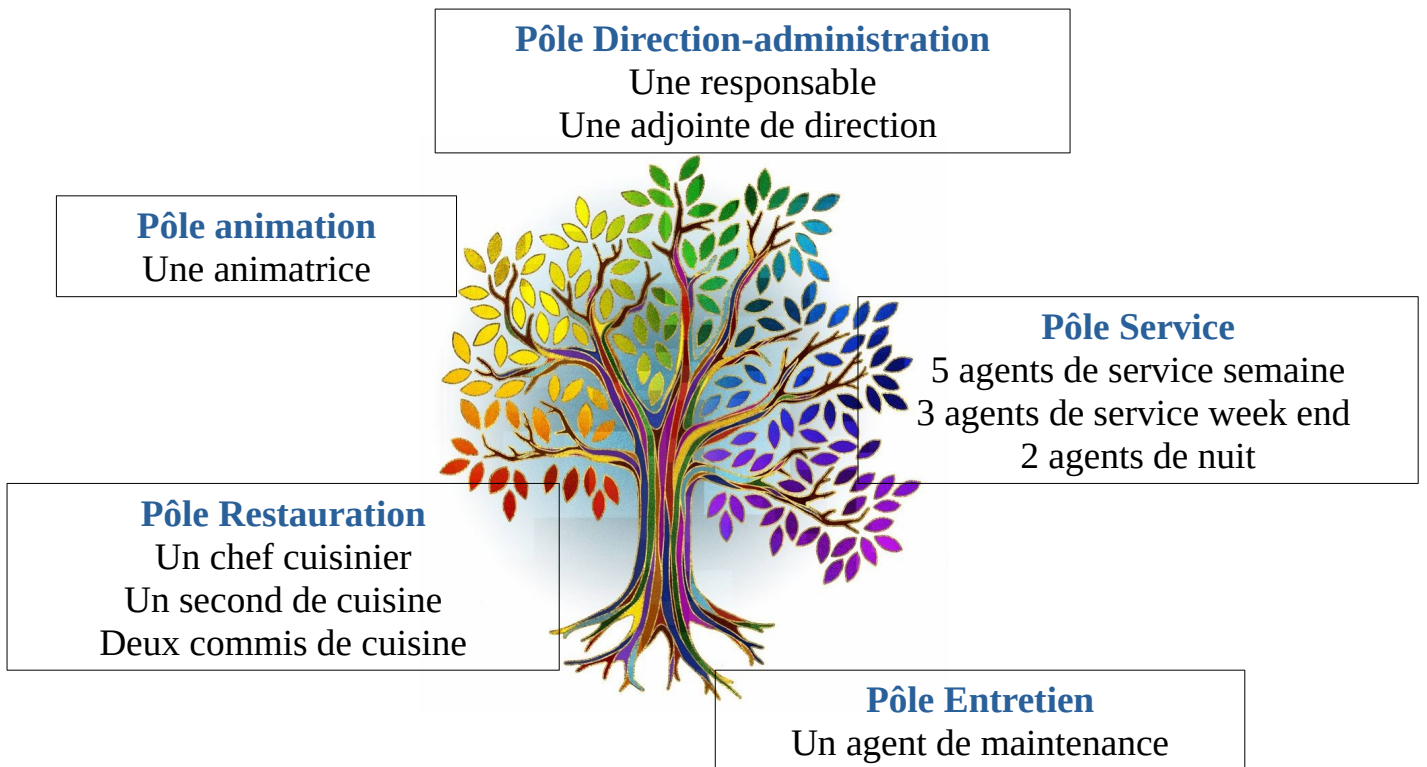 Pôle Direction-administration
Une responsable
Une adjointe de direction
Pôle animation
Une animatrice
Pôle Service
5 agents de service semaine
3 agents de service week end
2 agents de nuit
Pôle Restauration
Un chef cuisinier
Un second de cuisine
Deux commis de cuisine
Pôle Entretien
Un agent de maintenance